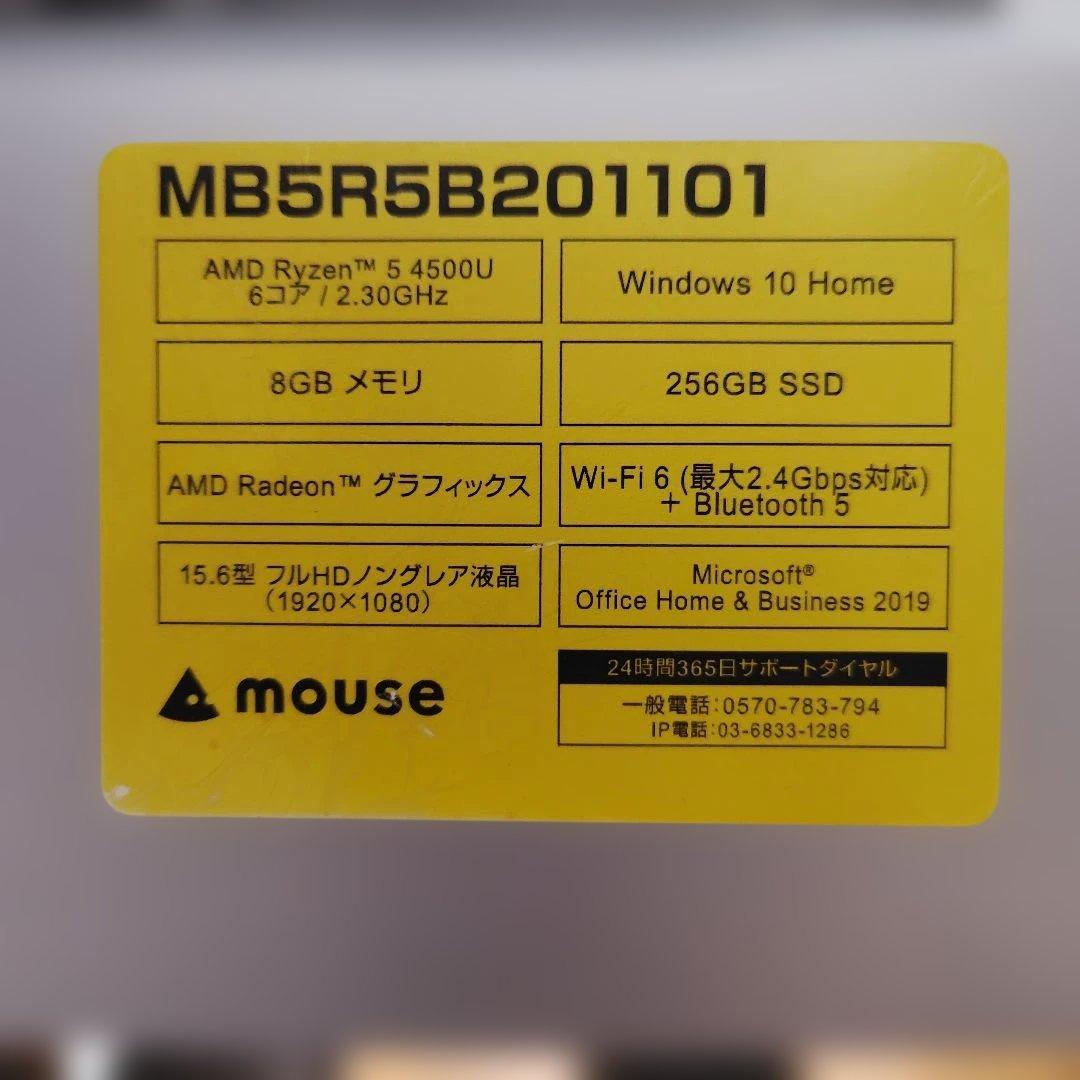 MB5R5B201101
AMD Ryzen™ 5 4500U
6コア / 2.30GHz
Windows 10 Home
8GB メモリ
256GB SSD
AMD Radeon™ グラフィックス
Wi-Fi 6 (最大2.4Gbps対応)
+ Bluetooth 5
15.6型 フルHDノングレア液晶
(1920×1080)
Microsoft®
Office Home & Business 2019
mouse
24時間365日サポートダイヤル
一般電話:0570-783-794
IP電話:03-6833-1286